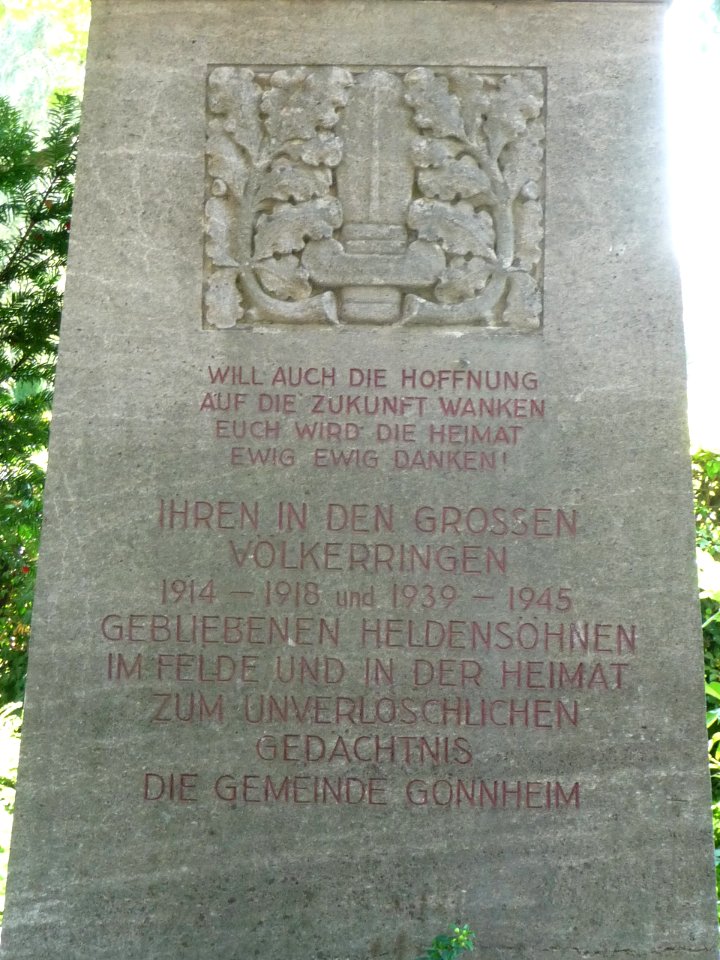 WILL AUCH DIE HOFFNUNG
AUF DIE ZUKUNFT WANKEN
EUCH WIRD DIE HEIMAT
EWIG EWIG DANKEN!
IHREN IN DEN GROSSEN
VÖLKERRINGEN
1914 – 1918 und 1939 – 1945
GEBLIEBENEN HELDENSÖHNEN
IM FELDE UND IN DER HEIMAT
ZUM UNVERLÖSCHLICHEN
GEDÄCHTNIS
DIE GEMEINDE GÖNNHEIM